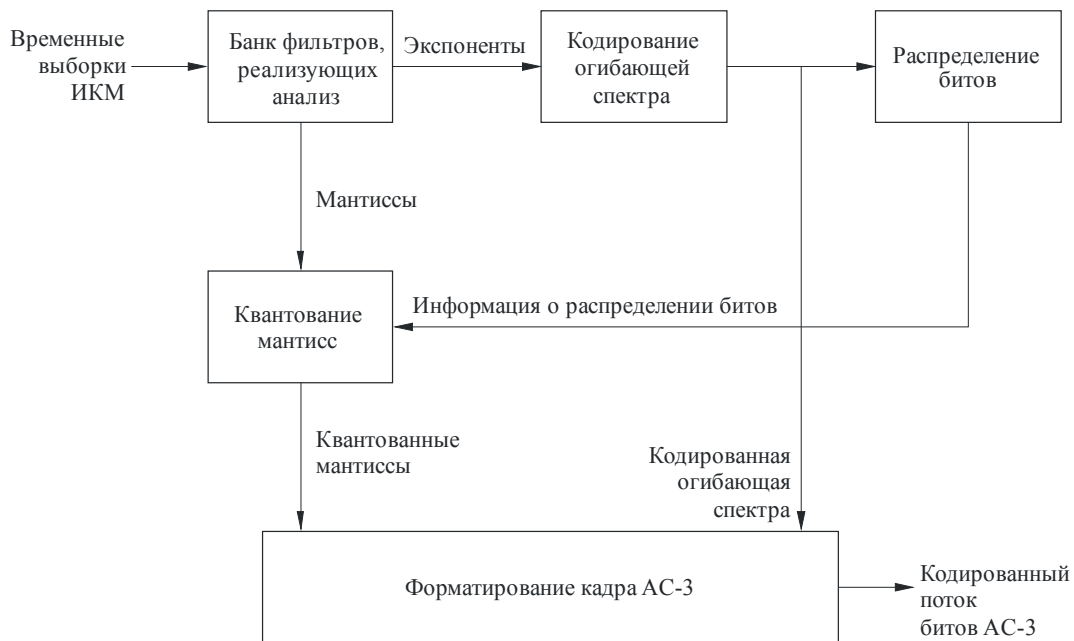 Временные
выборки
ИКМ
Банк фильтров,
реализующих
анализ
Экспоненты
Кодирование
огибающей
спектра
Распределение
битов
Мантиссы
Квантование
мантисс
Информация о распределении битов
Квантованные
мантиссы
Кодированная
огибающая
спектра
Форматирование кадра АС-3
Кодированный
поток
битов АС-3